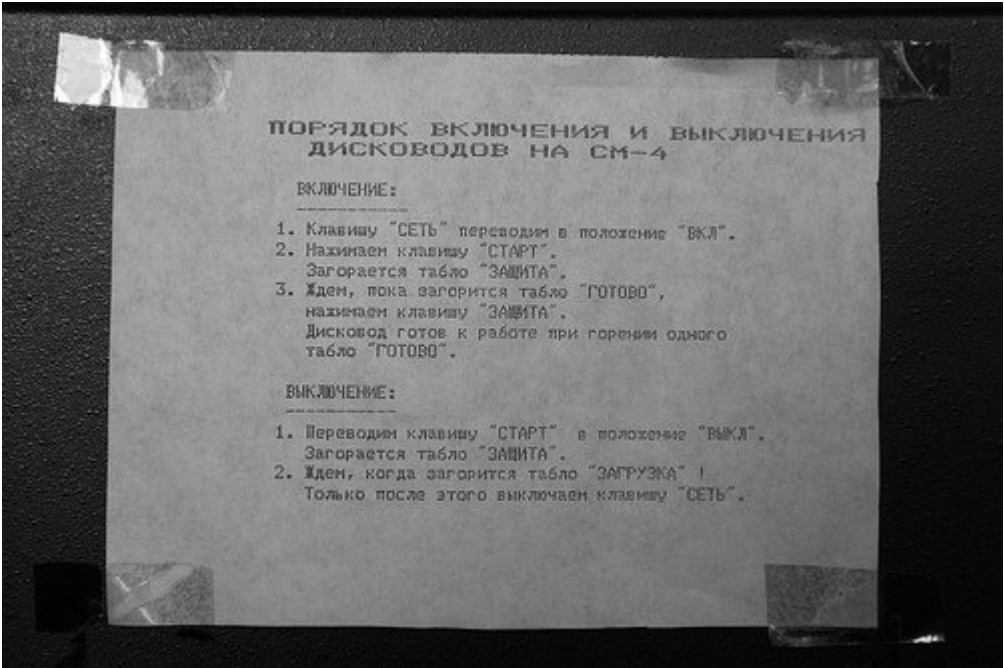 ПОРЯДОК ВКЛЮЧЕНИЯ И ВЫКЛЮЧЕНИЯ
ДИСКОВОДОВ НА СМ-4
ВКЛЮЧЕНИЕ:
-----------
1. Клавишу "СЕТЬ" переводим в положение "ВКЛ".
2. Нажимаем клавишу "СТАРТ".
Загорается табло "ЗАЩИТА".
3. Ждем, пока загорится табло "ГОТОВО",
нажимаем клавишу "ЗАЩИТА".
Дисковод готов к работе при горении одного
табло "ГОТОВО".
ВЫКЛЮЧЕНИЕ:
-----------
1. Переводим клавишу "СТАРТ" в положение "ВЫКЛ".
Загорается табло "ЗАЩИТА".
2. Ждем, когда загорится табло "ЗАГРУЗКА" !
Только после этого выключаем клавишу "СЕТЬ".